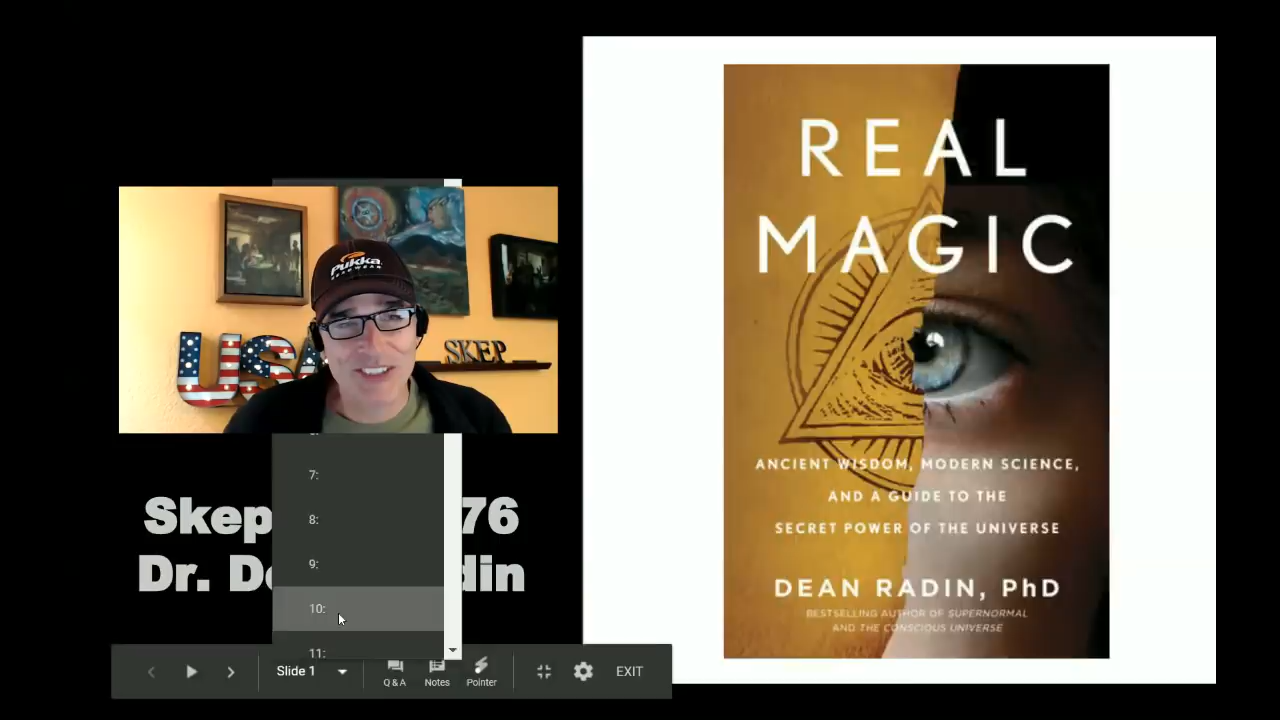 REAL
MAGIC
ANCIENT WISDOM, MODERN SCIENCE,
AND A GUIDE TO THE
SECRET POWER OF THE UNIVERSE
DEAN RADIN, PhD
BESTSELLING AUTHOR OF SUPERNORMAL
AND THE CONSCIOUS UNIVERSE
Pukka
USA
SKEP
7:
8:
9:
10:
11:
Skep 76
Dr. De din
Slide 1
Q & A
Notes
Pointer
EXIT